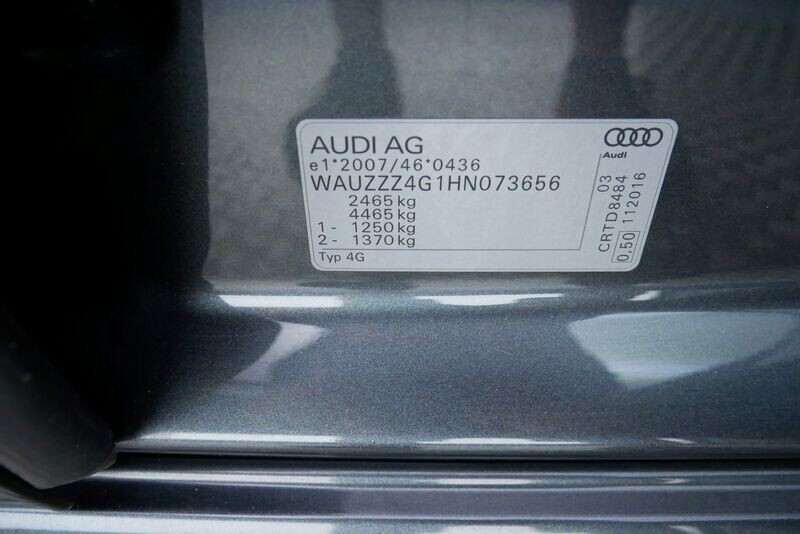 AUDI AG
e1*2007/46*0436
WAUZZZ4G1HN073656
2465 kg
4465 kg
1 - 1250 kg
2 - 1370 kg
Typ 4G
Audi
03
CRTD8484
0,50 112016